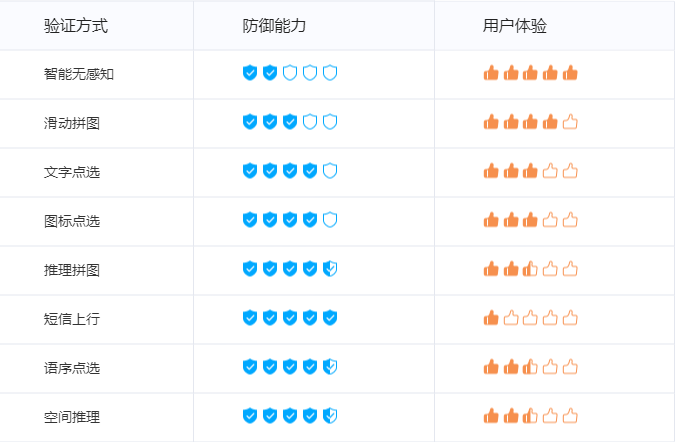 验证方式 防御能力 用户体验
智能无感知
滑动拼图
文字点选
图标点选
推理拼图
短信上行
语序点选
空间推理